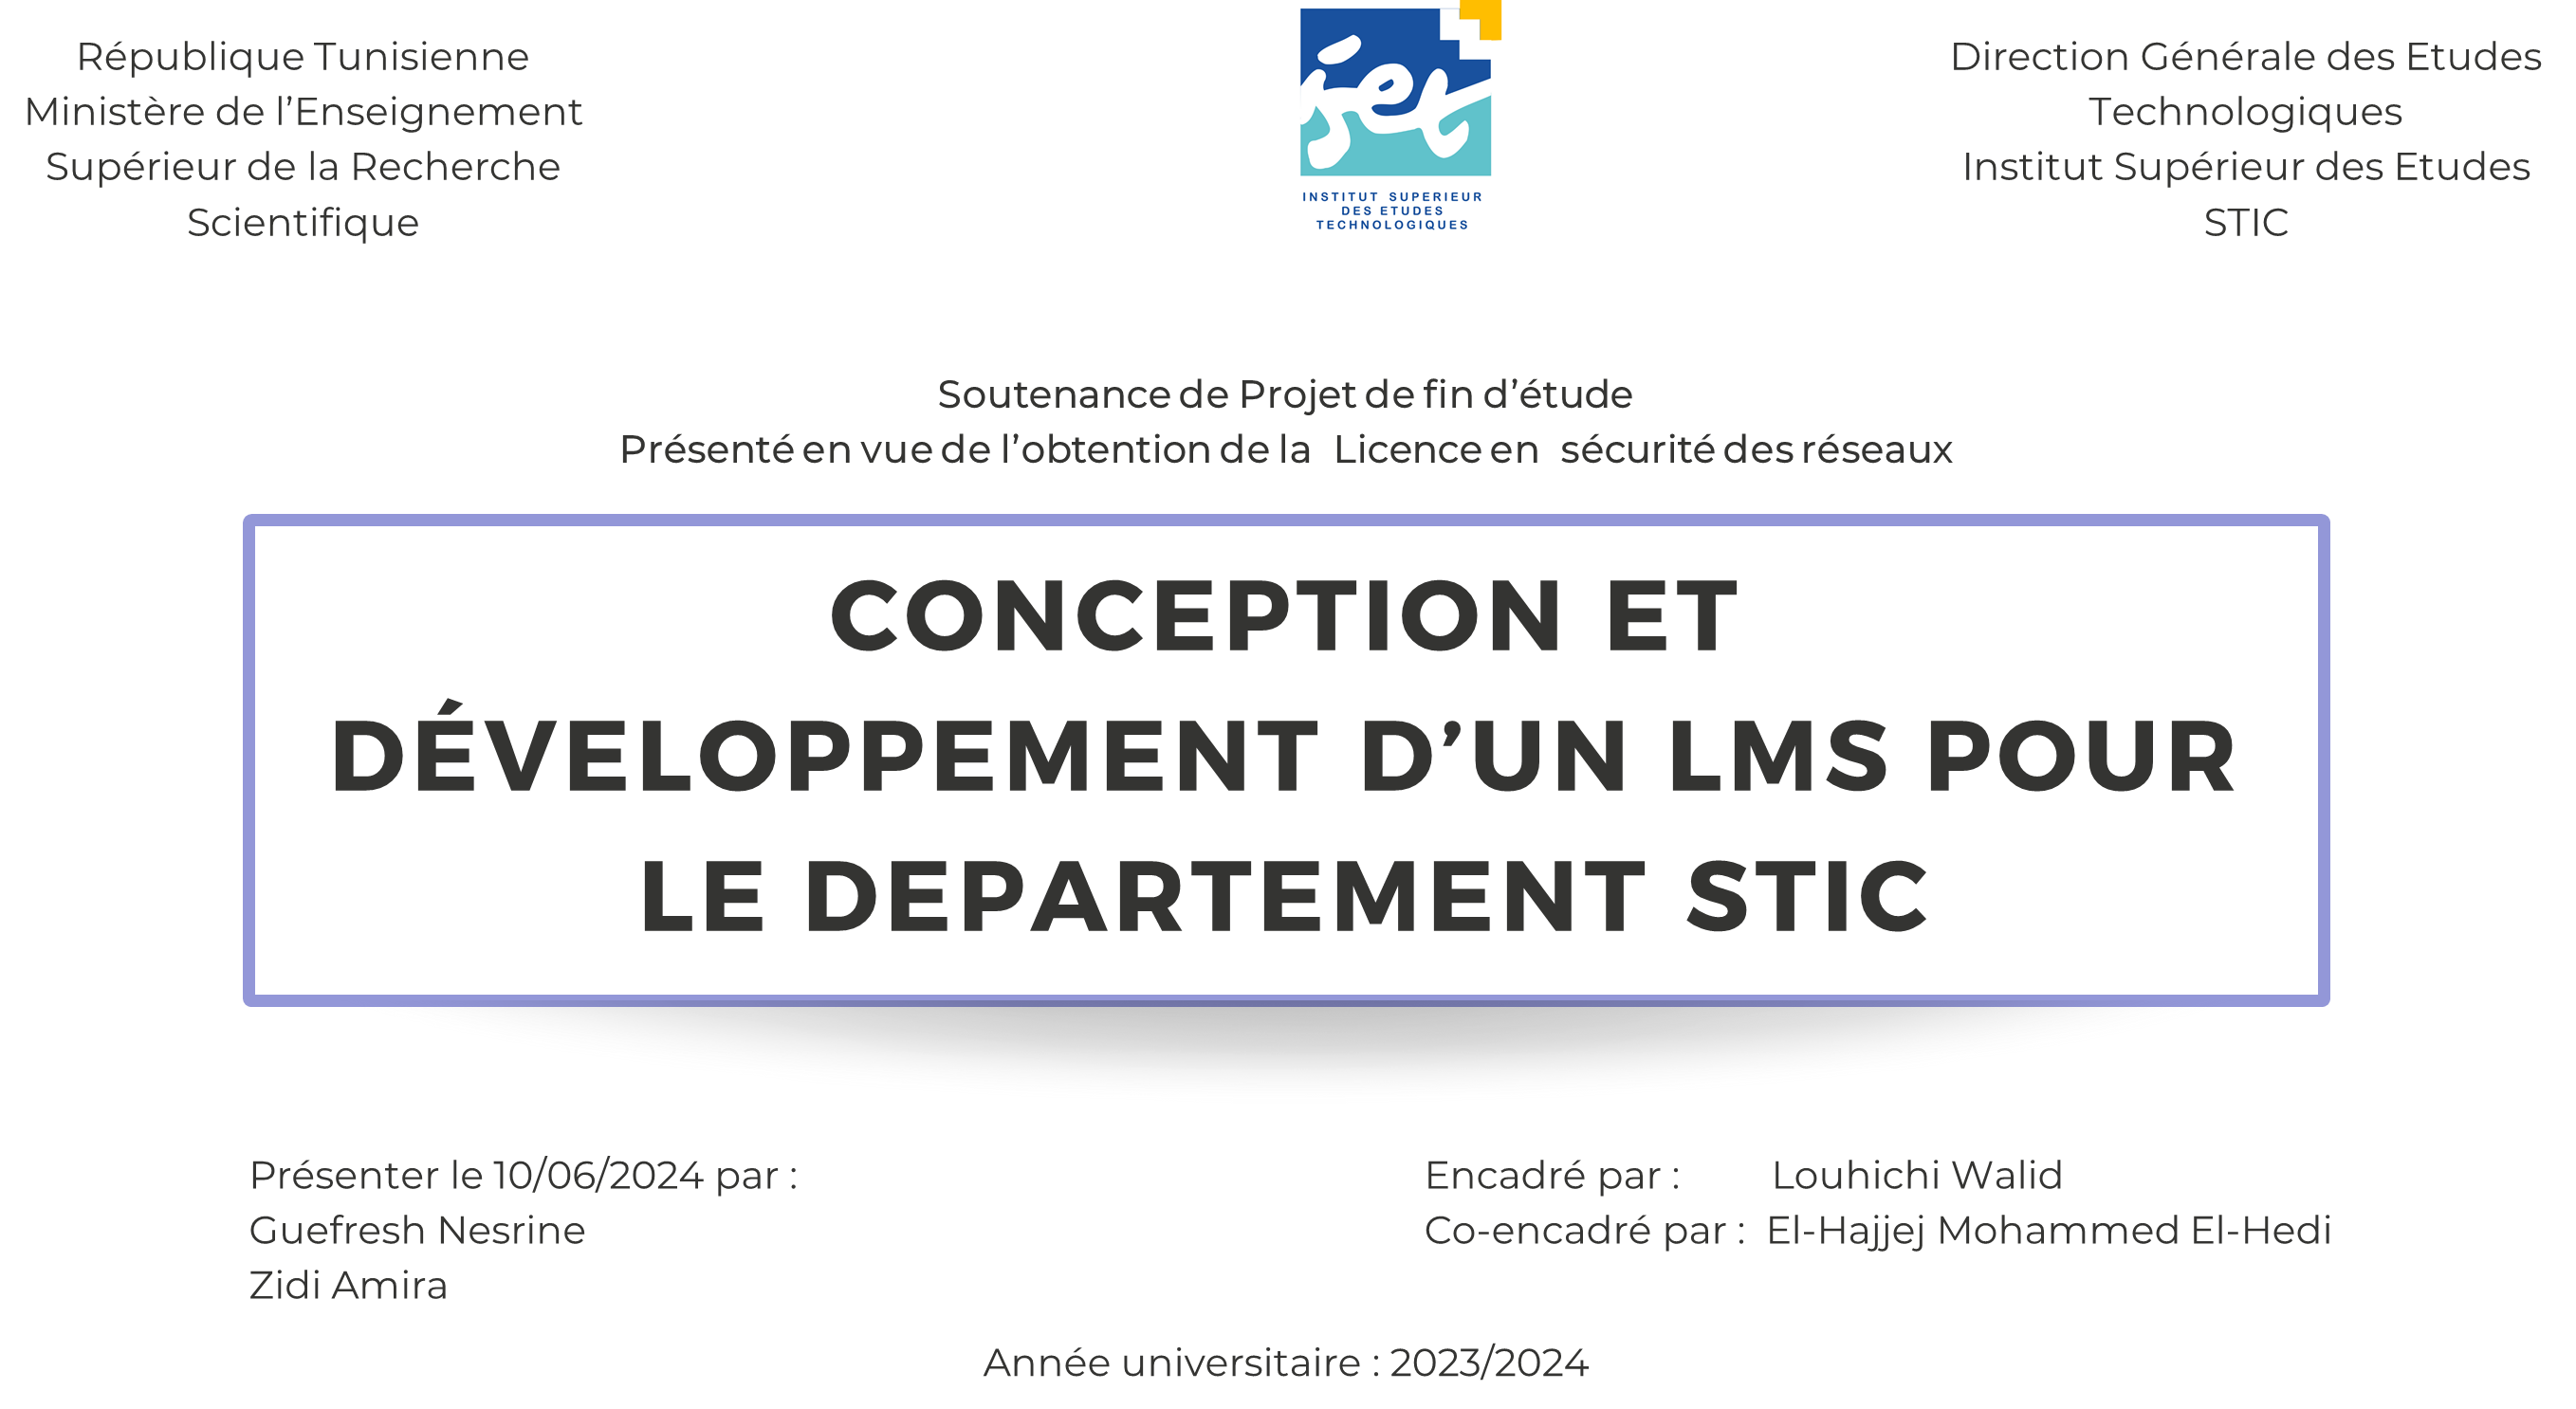 République Tunisienne
Ministère de l’Enseignement
Supérieur de la Recherche
Scientifique
iset
INSTITUT SUPERIEUR
DES ETUDES
TECHNOLOGIQUES
Direction Générale des Etudes
Technologiques
Institut Supérieur des Etudes
STIC
Soutenance de Projet de fin d’étude
Présenté en vue de l’obtention de la Licence en sécurité des réseaux
CONCEPTION ET
DÉVELOPPEMENT D’UN LMS POUR
LE DEPARTEMENT STIC
Présenter le 10/06/2024 par :
Guefresh Nesrine
Zidi Amira
Encadré par : Louhichi Walid
Co-encadré par : El-Hajjej Mohammed El-Hedi
Année universitaire : 2023/2024